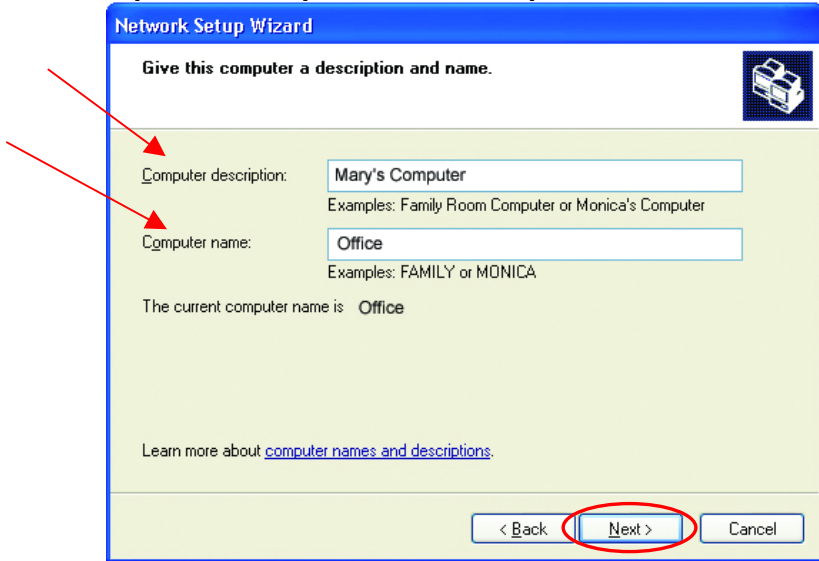 Network Setup Wizard
Give this computer a description and name.
Computer description: Mary's Computer
Examples: Family Room Computer or Monica's Computer
Computer name: Office
Examples: FAMILY or MONICA
The current computer name is Office
Learn more about computer names and descriptions.
< Back Next > Cancel